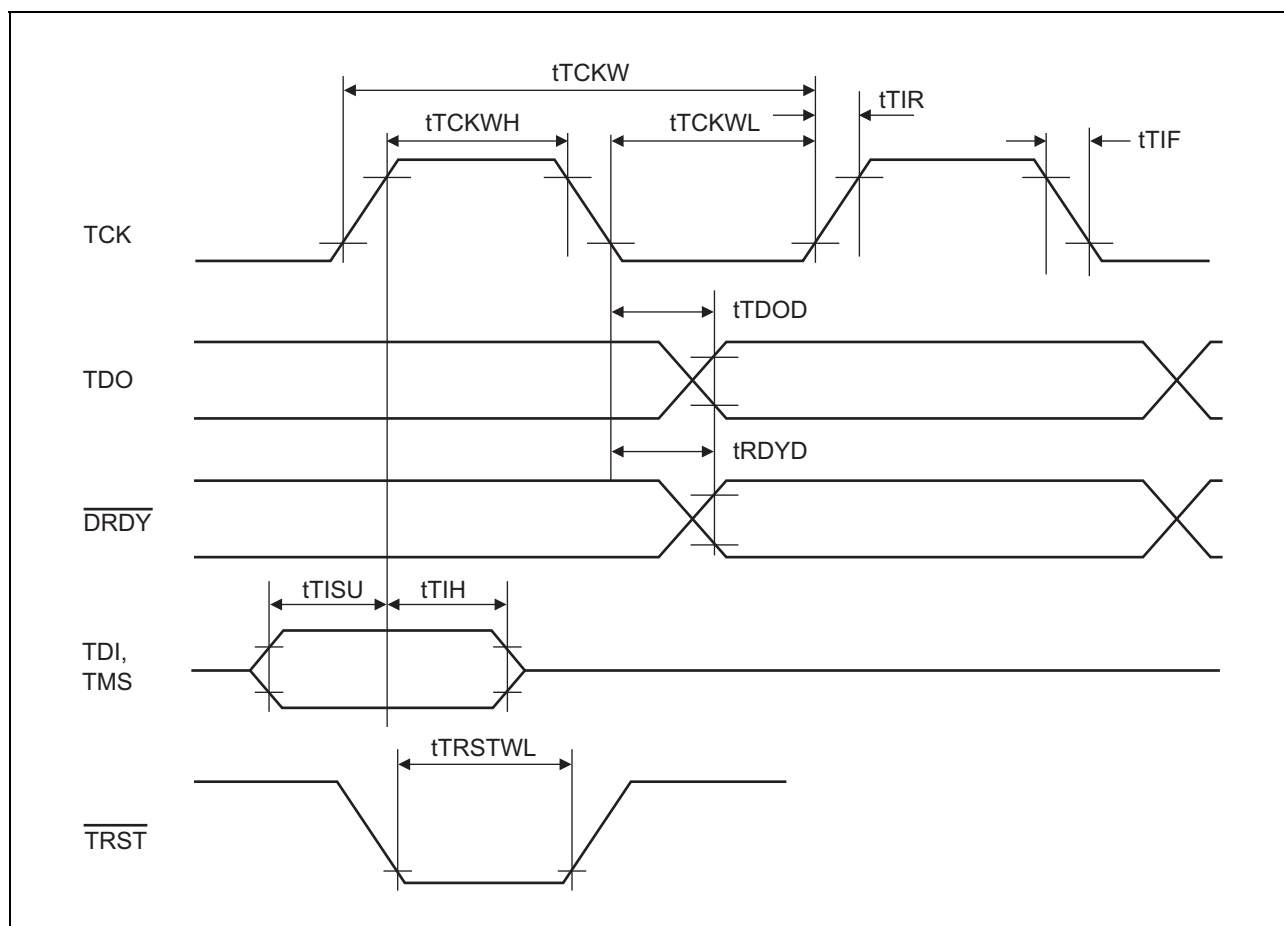 tTCKW
tTIR
tTCKWH
tTCKWL
tTIF
TCK
tTDOD
TDO
tRDYD
DRDY
tTISU
tTIH
TDI,
TMS
tTRSTWL
TRST